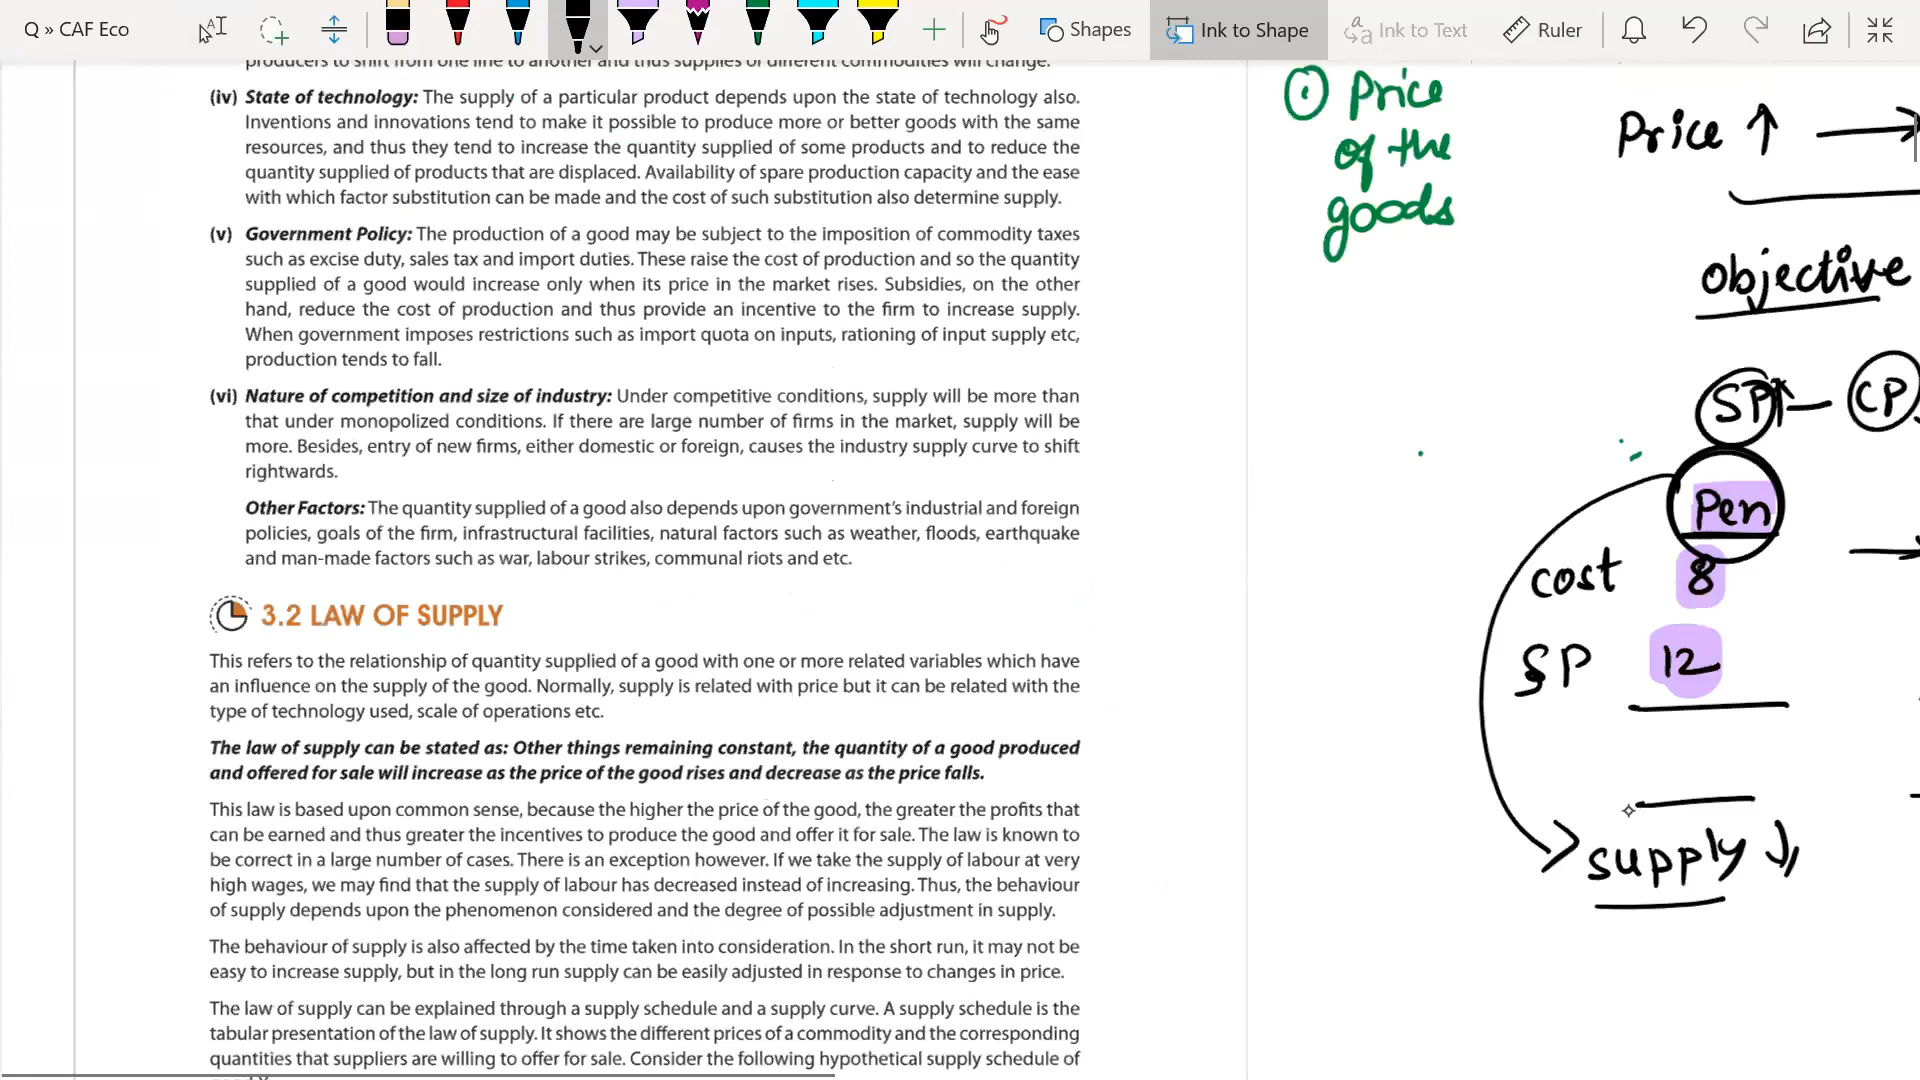 Q » CAF Eco
Shapes
Ink to Shape
Ink to Text
Ruler
producers to shift from one line to another and thus supplies of different commodities will change.
(iv) State of technology: The supply of a particular product depends upon the state of technology also.
Inventions and innovations tend to make it possible to produce more or better goods with the same
resources, and thus they tend to increase the quantity supplied of some products and to reduce the
quantity supplied of products that are displaced. Availability of spare production capacity and the ease
with which factor substitution can be made and the cost of such substitution also determine supply.
(v) Government Policy: The production of a good may be subject to the imposition of commodity taxes
such as excise duty, sales tax and import duties. These raise the cost of production and so the quantity
supplied of a good would increase only when its price in the market rises. Subsidies, on the other
hand, reduce the cost of production and thus provide an incentive to the firm to increase supply.
When government imposes restrictions such as import quota on inputs, rationing of input supply etc,
production tends to fall.
(vi) Nature of competition and size of industry: Under competitive conditions, supply will be more than
that under monopolized conditions. If there are large number of firms in the market, supply will be
more. Besides, entry of new firms, either domestic or foreign, causes the industry supply curve to shift
rightwards.
Other Factors: The quantity supplied of a good also depends upon government's industrial and foreign
policies, goals of the firm, infrastructural facilities, natural factors such as weather, floods, earthquake
and man-made factors such as war, labour strikes, communal riots and etc.
3.2 LAW OF SUPPLY
This refers to the relationship of quantity supplied of a good with one or more related variables which have
an influence on the supply of the good. Normally, supply is related with price but it can be related with the
type of technology used, scale of operations etc.
The law of supply can be stated as: Other things remaining constant, the quantity of a good produced
and offered for sale will increase as the price of the good rises and decrease as the price falls.
This law is based upon common sense, because the higher the price of the good, the greater the profits that
can be earned and thus greater the incentives to produce the good and offer it for sale. The law is known to
be correct in a large number of cases. There is an exception however. If we take the supply of labour at very
high wages, we may find that the supply of labour has decreased instead of increasing. Thus, the behaviour
of supply depends upon the phenomenon considered and the degree of possible adjustment in supply.
The behaviour of supply is also affected by the time taken into consideration. In the short run, it may not be
easy to increase supply, but in the long run supply can be easily adjusted in response to changes in price.
The law of supply can be explained through a supply schedule and a supply curve. A supply schedule is the
tabular presentation of the law of supply. It shows the different prices of a commodity and the corresponding
quantities that suppliers are willing to offer for sale. Consider the following hypothetical supply schedule of
① Price
of the
goods
Price ↑ →
objective
SP↑ — CP
Pen
cost 8
SP 12
supply ↓